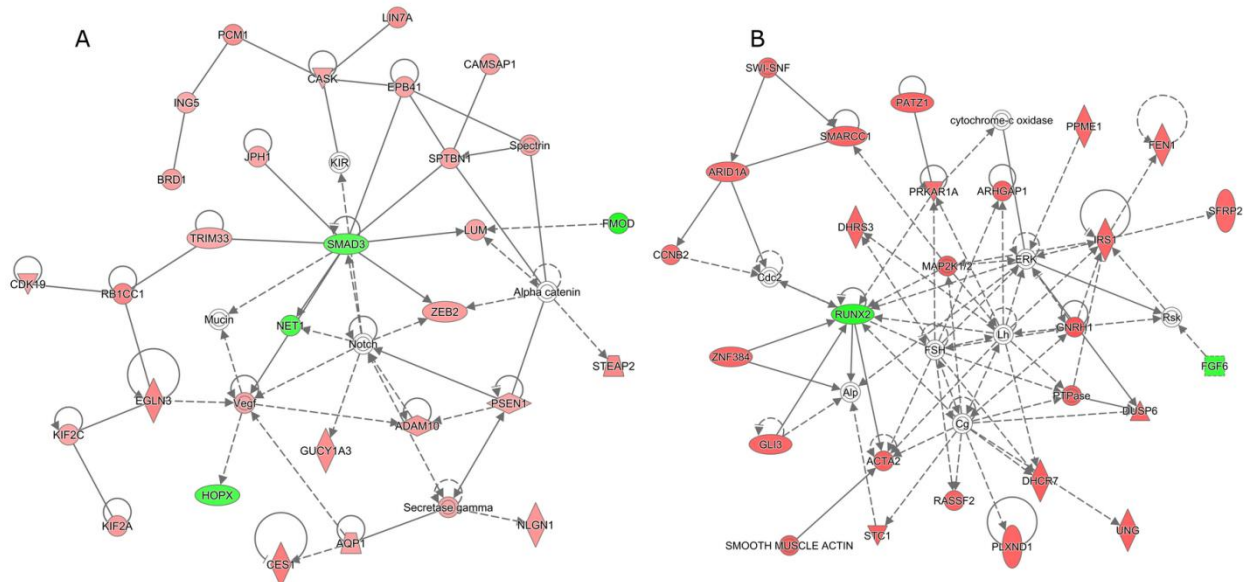 A
LIN7A
PCM1
CASK
CAMSAP1
EPB41
ING5
JPH1
KIR
SPTBN1
Spectrin
BRD1
FMOD
LUM
TRIM33
SMAD3
CDK19
RB1CC1
Alpha catenin
Mucin
NET1
ZEB2
Notch
STEAP2
EGLN3
Vegf
PSEN1
ADAM10
KIF2C
GUCY1A3
HOPX
Secretase gamma
KIF2A
NLGN1
AQP1
CES1
B
SWI-SNF
PATZ1
cytochrome-c oxidase
PPME1
SMARCC1
FEN1
ARID1A
PRKAR1A
ARHGAP1
SFRP2
DHRS3
IRS1
CCNB2
MAP2K1/2
ERK
Cdc2
RUNX2
Rsk
GNRH1
Lh
FSH
ZNF384
FGF6
Alp
PTPase
DUSP6
Cg
GLI3
ACTA2
DHCR7
RASSF2
STC1
UNG
SMOOTH MUSCLE ACTIN
PLXND1